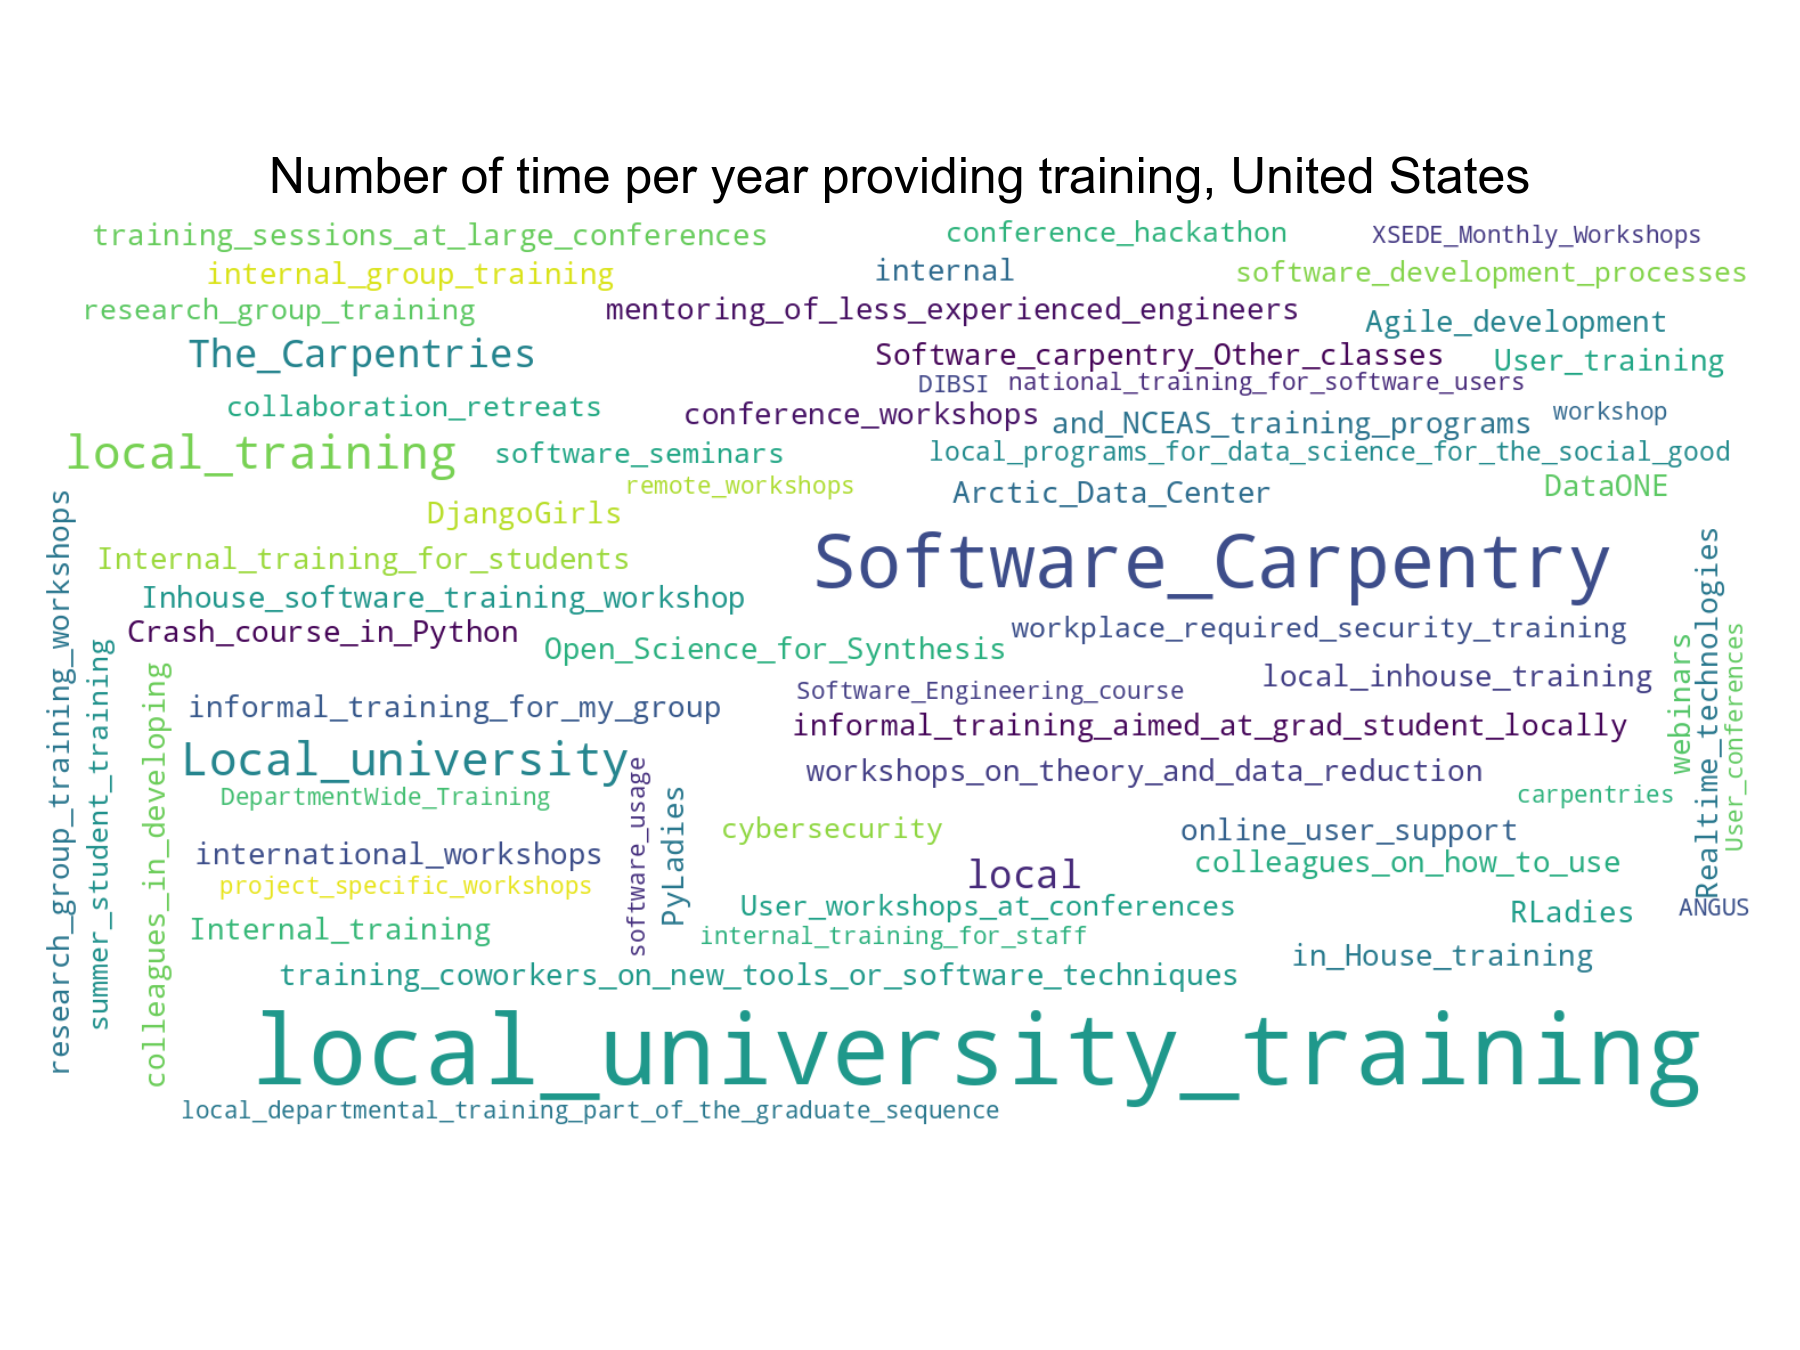 Number of time per year providing training, United States
training_sessions_at_large_conferences
conference_hackathon
XSEDE_Monthly_Workshops
internal_group_training
internal
software_development_processes
research_group_training
mentoring_of_less_experienced_engineers
Agile_development
The_Carpentries
Software_carpentry_Other_classes
User_training
DIBSI
national_training_for_software_users
collaboration_retreats
conference_workshops
and_NCEAS_training_programs
workshop
local_training
software_seminars
local_programs_for_data_science_for_the_social_good
remote_workshops
Arctic_Data_Center
DataONE
DjangoGirls
Internal_training_for_students
Software_Carpentry
Inhouse_software_training_workshop
Crash_course_in_Python
workplace_required_security_training
Open_Science_for_Synthesis
local_inhouse_training
Software_Engineering_course
informal_training_for_my_group
informal_training_aimed_at_grad_student_locally
Local_university
workshops_on_theory_and_data_reduction
DepartmentWide_Training
carpentries
cybersecurity
online_user_support
international_workshops
colleagues_on_how_to_use
local
project_specific_workshops
User_workshops_at_conferences
RLadies
ANGUS
Internal_training
internal_training_for_staff
in_House_training
training_coworkers_on_new_tools_or_software_techniques
local_university_training
local_departmental_training_part_of_the_graduate_sequence
research_group_training_workshops
summer_student_training
colleagues_in_developing
software_usage
PyLadies
webinars
Realtime_technologies
User_conferences